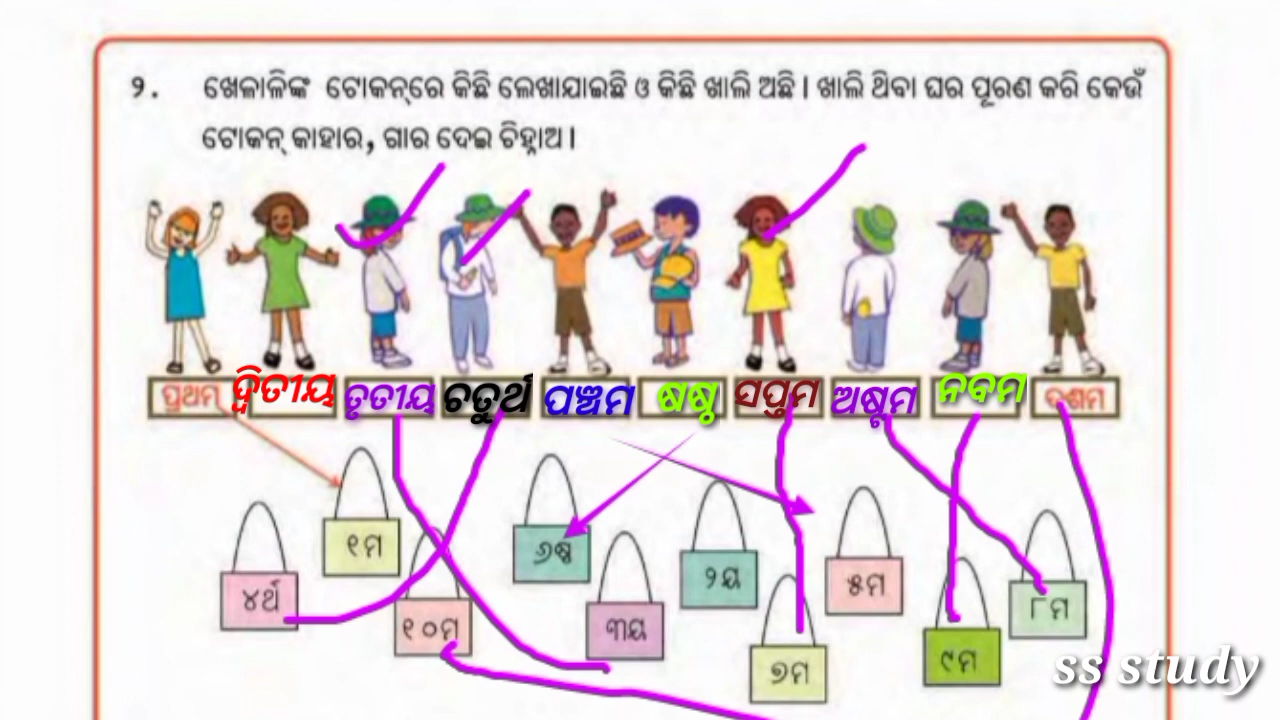 ୨. ଖେଳାଳିଙ୍କ ଟୋକନ୍‌ରେ କିଛି ଲେଖାଯାଇଛି ଓ କିଛି ଖାଲି ଅଛି । ଖାଲି ଥିବା ଘର ପୂରଣ କରି କେଉଁ
ଟୋକନ୍ କାହାର, ଗାର ଦେଇ ଚିହ୍ନାଅ ।
ପ୍ରଥମ ଦ୍ଵିତୀୟ ତୃତୀୟ ଚତୁର୍ଥ ପଞ୍ଚମ ଷଷ୍ଠ ସପ୍ତମ ଅଷ୍ଟମ ନବମ ଦଶମ
୧ମ ୬ଷ୍ଠ ୨ୟ ୫ମ
୪ର୍ଥ ୧୦ମ ୩ୟ ୭ମ ୯ମ ୮ମ
ss study